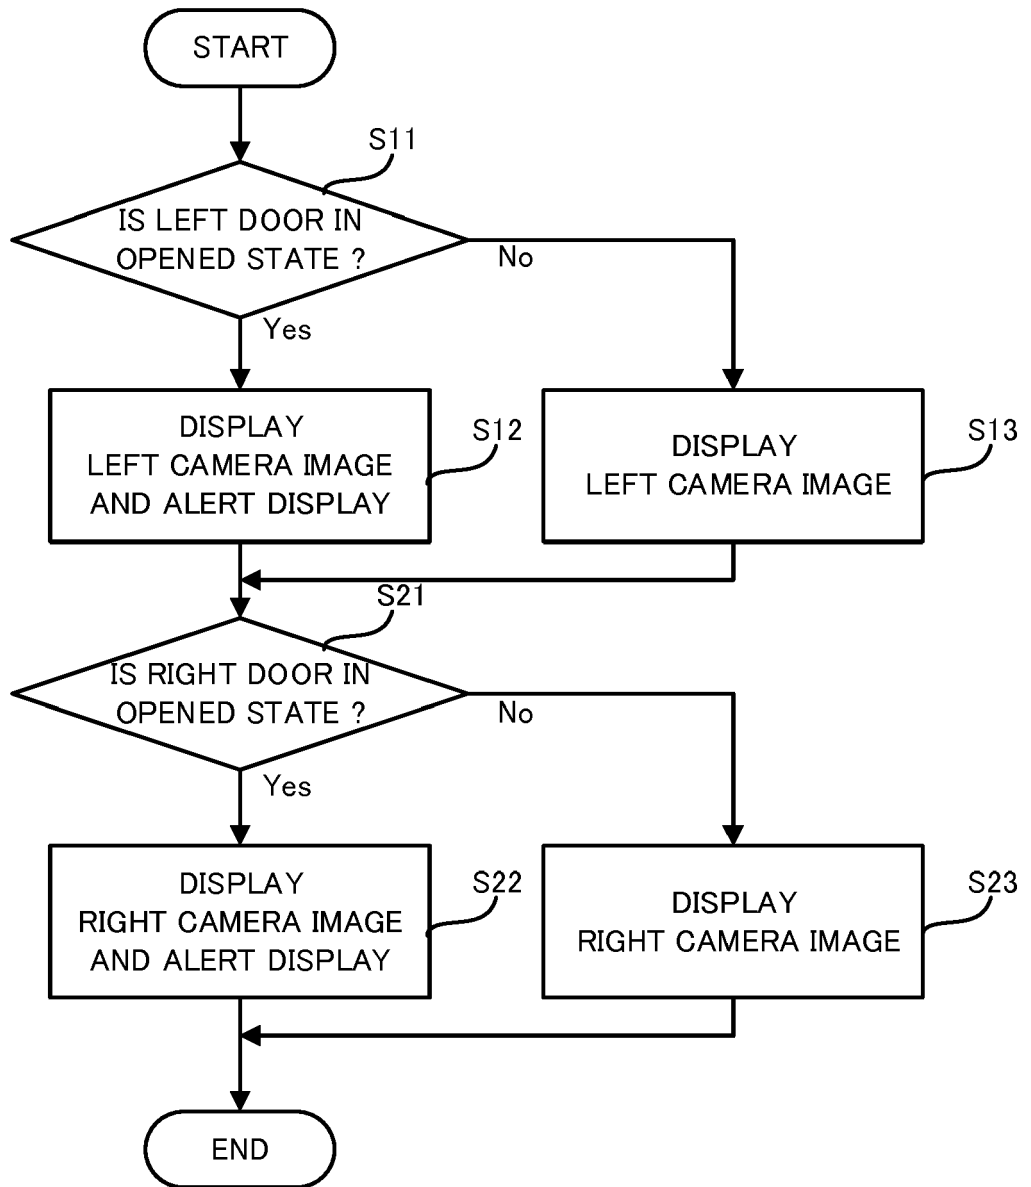 START
S11
IS LEFT DOOR IN
OPENED STATE ?
No
Yes
DISPLAY
LEFT CAMERA IMAGE
AND ALERT DISPLAY
S12
DISPLAY
LEFT CAMERA IMAGE
S13
S21
IS RIGHT DOOR IN
OPENED STATE ?
No
Yes
DISPLAY
RIGHT CAMERA IMAGE
AND ALERT DISPLAY
S22
DISPLAY
RIGHT CAMERA IMAGE
S23
END